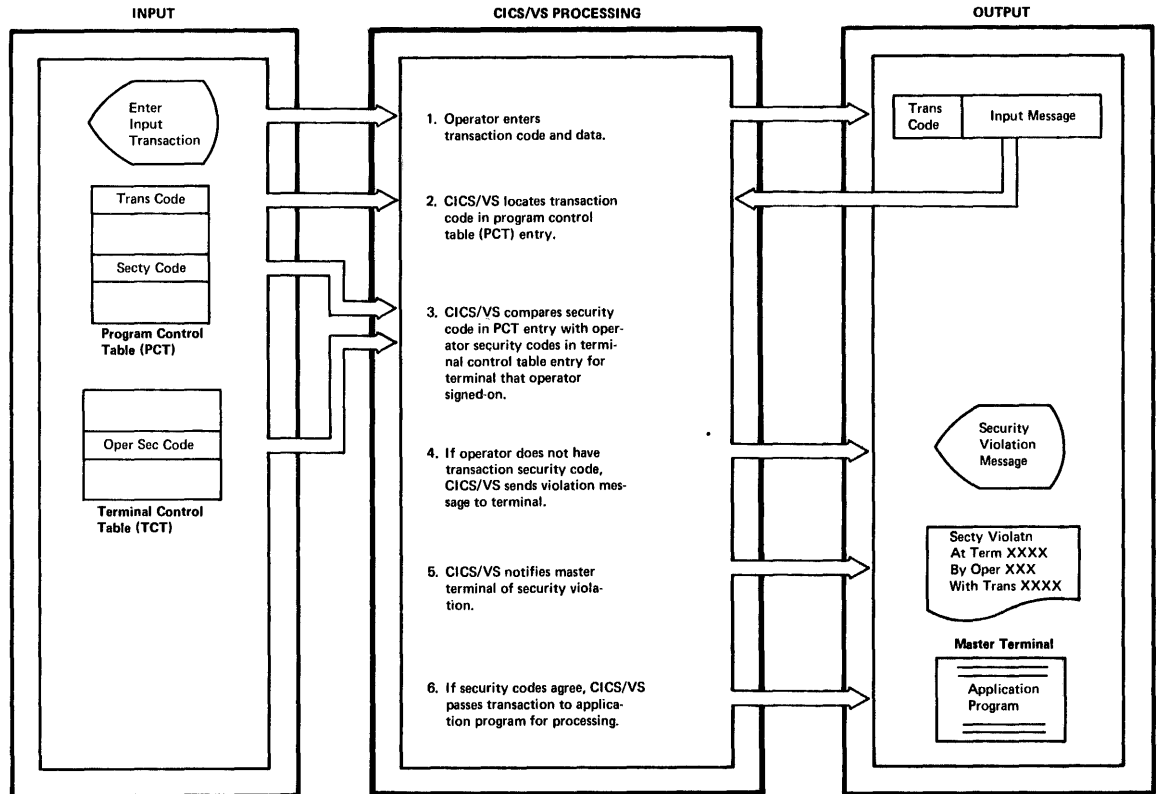 INPUT
CICS/VS PROCESSING
OUTPUT
Enter
Input
Transaction
Trans Code
Secty Code
Program Control
Table (PCT)
Oper Sec Code
Terminal Control
Table (TCT)
1. Operator enters
transaction code and data.
2. CICS/VS locates transaction
code in program control
table (PCT) entry.
3. CICS/VS compares security
code in PCT entry with oper-
ator security codes in termi-
nal control table entry for
terminal that operator
signed-on.
4. If operator does not have
transaction security code,
CICS/VS sends violation mes-
sage to terminal.
5. CICS/VS notifies master
terminal of security viola-
tion.
6. If security codes agree, CICS/VS
passes transaction to applica-
tion program for processing.
Trans
Code
Input Message
Security
Violation
Message
Secty Violatn
At Term XXXX
By Oper XXX
With Trans XXXX
Master Terminal
Application
Program